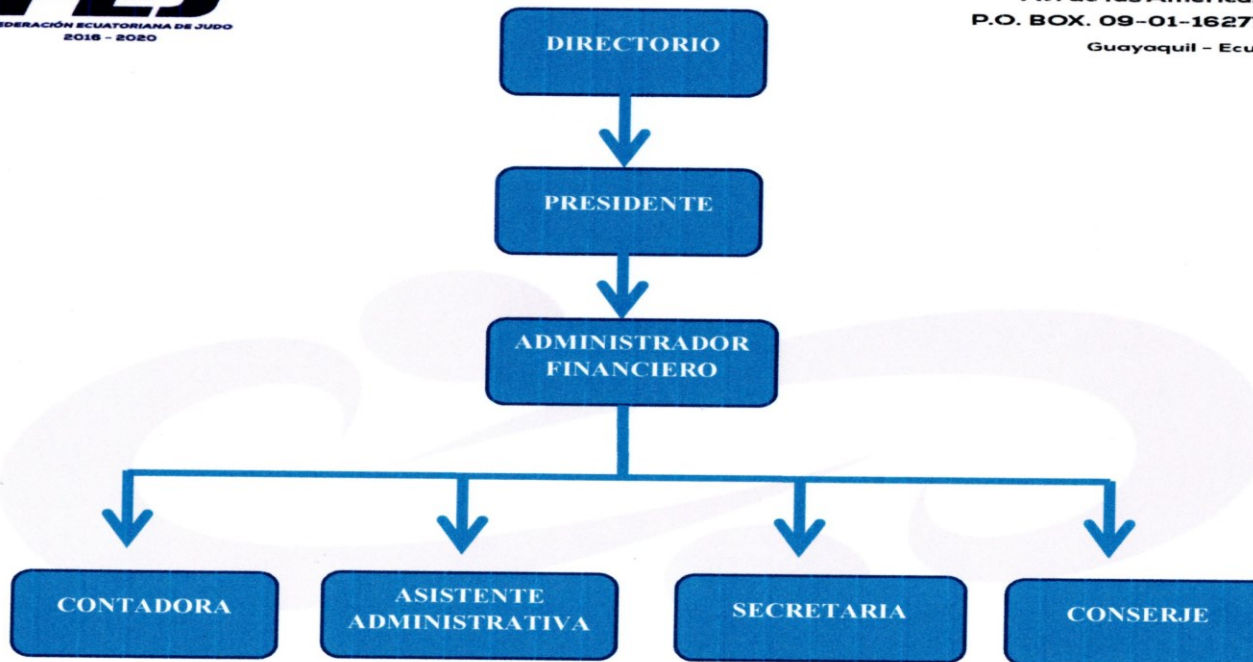 FEDERACIÓN ECUATORIANA DE JUDO
2016 - 2020
P.O. BOX. 09-01-1627
Guayaquil - Ecu
DIRECTORIO
PRESIDENTE
ADMINISTRADOR
FINANCIERO
CONTADORA
ASISTENTE
ADMINISTRATIVA
SECRETARIA
CONSERJE